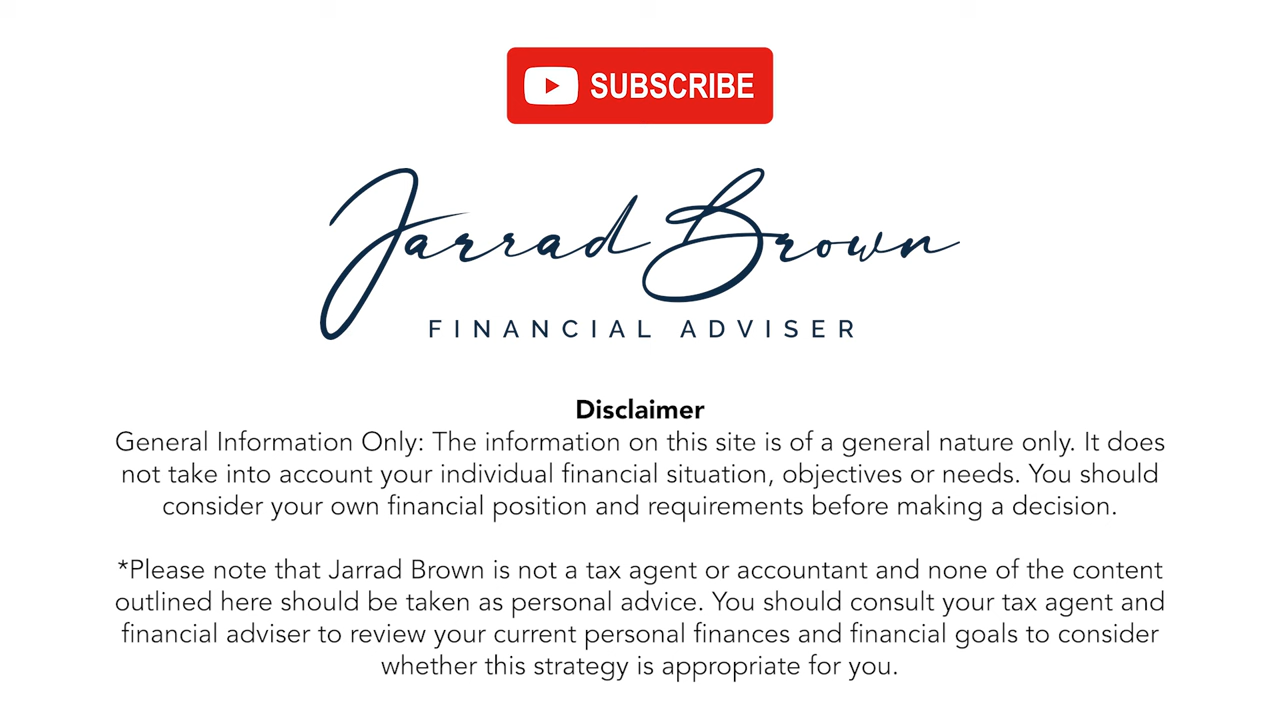 SUBSCRIBE
Jarrad Brown
FINANCIAL ADVISER
Disclaimer
General Information Only: The information on this site is of a general nature only. It does
not take into account your individual financial situation, objectives or needs. You should
consider your own financial position and requirements before making a decision.
*Please note that Jarrad Brown is not a tax agent or accountant and none of the content
outlined here should be taken as personal advice. You should consult your tax agent and
financial adviser to review your current personal finances and financial goals to consider
whether this strategy is appropriate for you.